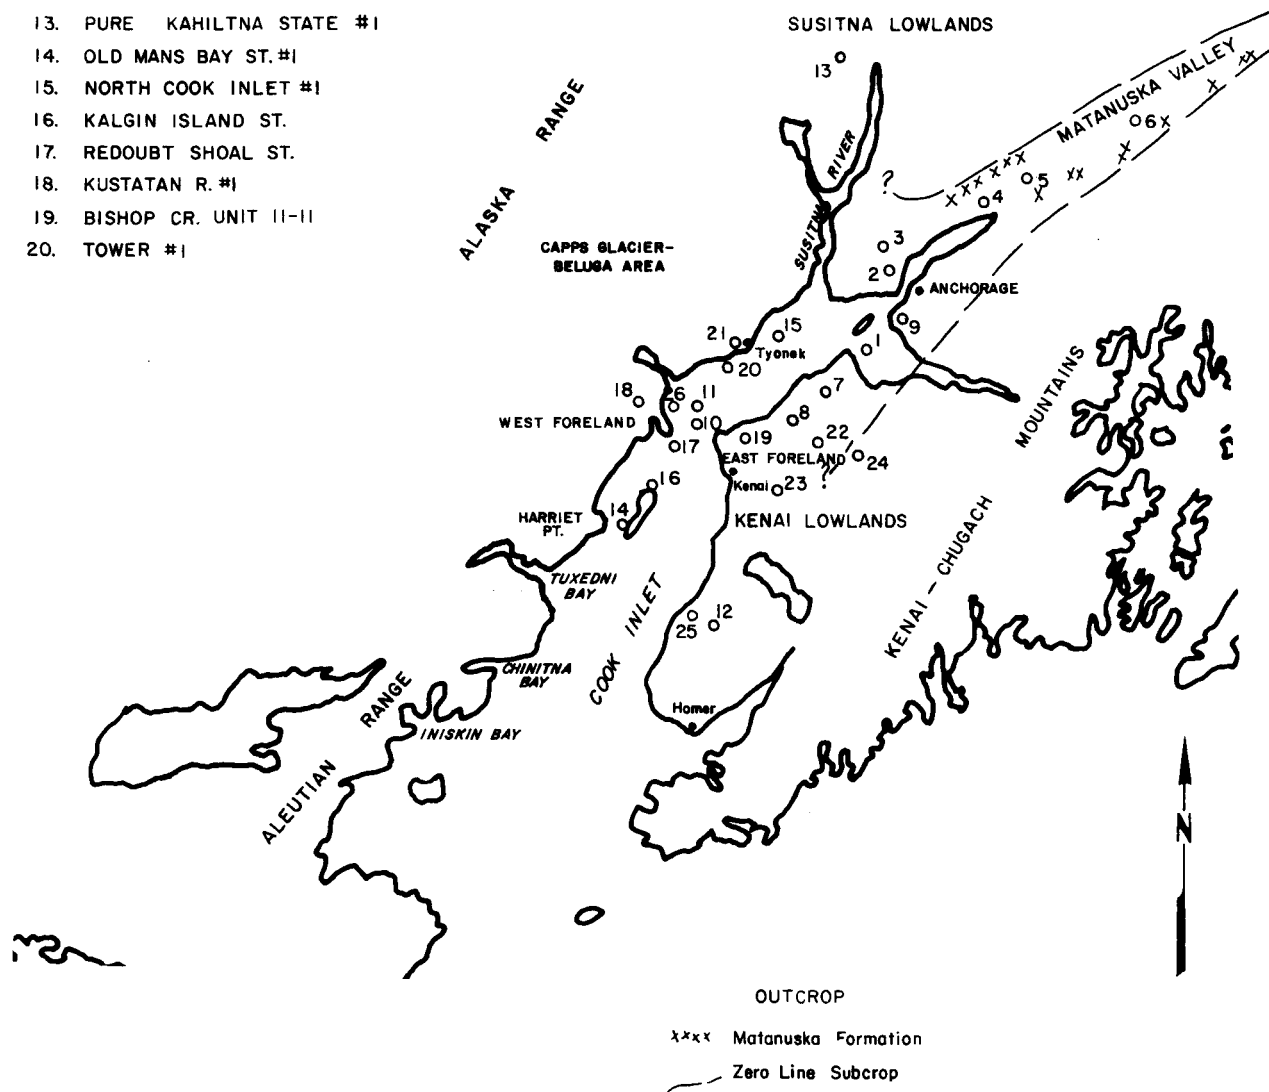 13. PURE KAHILTNA STATE #1
14. OLD MANS BAY ST. #1
15. NORTH COOK INLET #1
16. KALGIN ISLAND ST.
17. REDOUBT SHOAL ST.
18. KUSTATAN R. #1
19. BISHOP CR. UNIT 11-11
20. TOWER #1
SUSITNA LOWLANDS
13
MATANUSKA VALLEY
ALASKA RANGE
SUSITNA RIVER
?
6
5
4
CAPPS GLACIER-
BELUGA AREA
3
2
ANCHORAGE
9
1
15
21
Tyonek
20
7
18
26
11
WEST FORELAND
10
8
19
22
17
EAST FORELAND
24
?
Kenai
23
16
14
HARRIET
PT.
KENAI LOWLANDS
KENAI - CHUGACH MOUNTAINS
TUXEDNI
BAY
COOK INLET
25
12
CHINITNA
BAY
Homer
INISKIN BAY
ALEUTIAN RANGE
N
OUTCROP
xxxx Matanuska Formation
Zero Line Subcrop